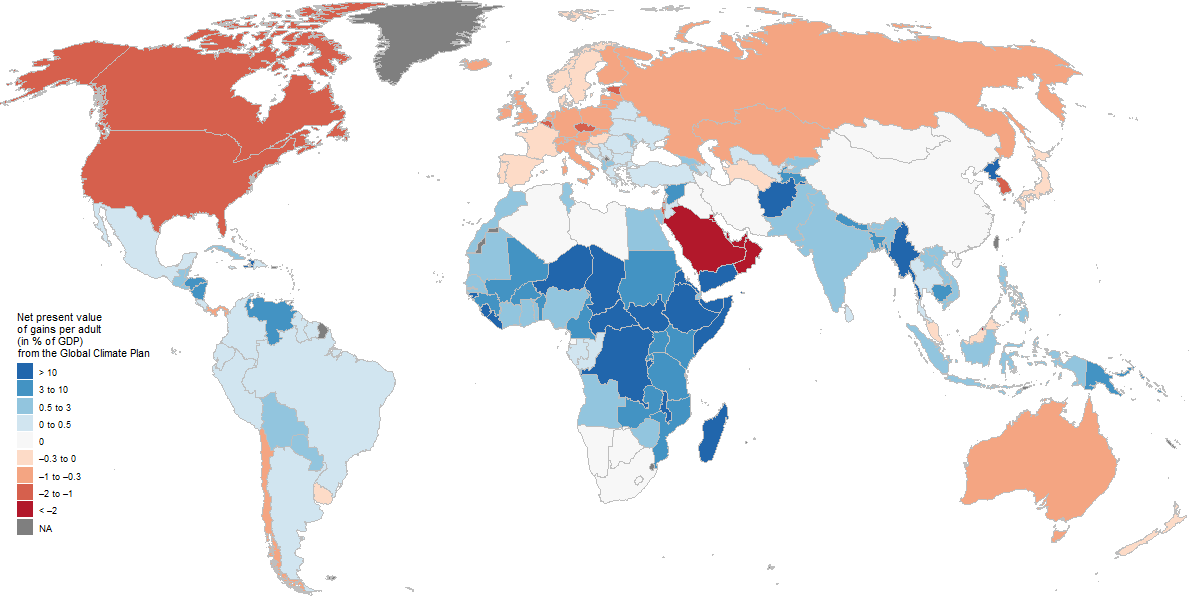 Net present value
of gains per adult
(in % of GDP)
from the Global Climate Plan
> 10
3 to 10
0.5 to 3
0 to 0.5
0
–0.3 to 0
–1 to –0.3
–2 to –1
< –2
NA